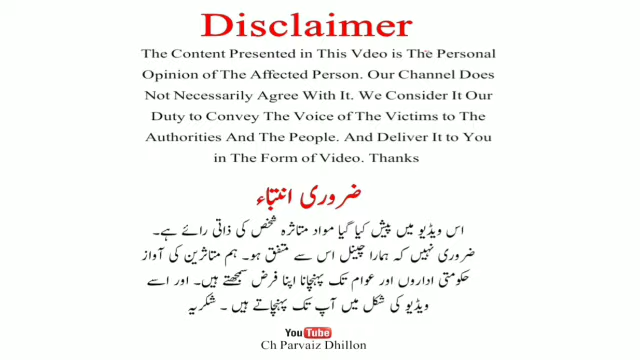 Disclaimer
The Content Presented in This Vdeo is The Personal
Opinion of The Affected Person. Our Channel Does
Not Necessarily Agree With It. We Consider It Our
Duty to Convey The Voice of The Victims to The
Authorities And The People. And Deliver It to You
in The Form of Video. Thanks
ضروری انتباء
اس ویڈیو میں پیش کیا گیا مواد متاثرہ شخص کی ذاتی رائے ہے۔
ضروری نہیں کہ ہمارا چینل اس سے متفق ہو۔ ہم متاثرین کی آواز
حکومتی اداروں اور عوام تک پہنچانا اپنا فرض سمجھتے ہیں۔ اور اسے
ویڈیو کی شکل میں آپ تک پہنچاتے ہیں ۔ شکریہ
YouTube
Ch Parvaiz Dhillon